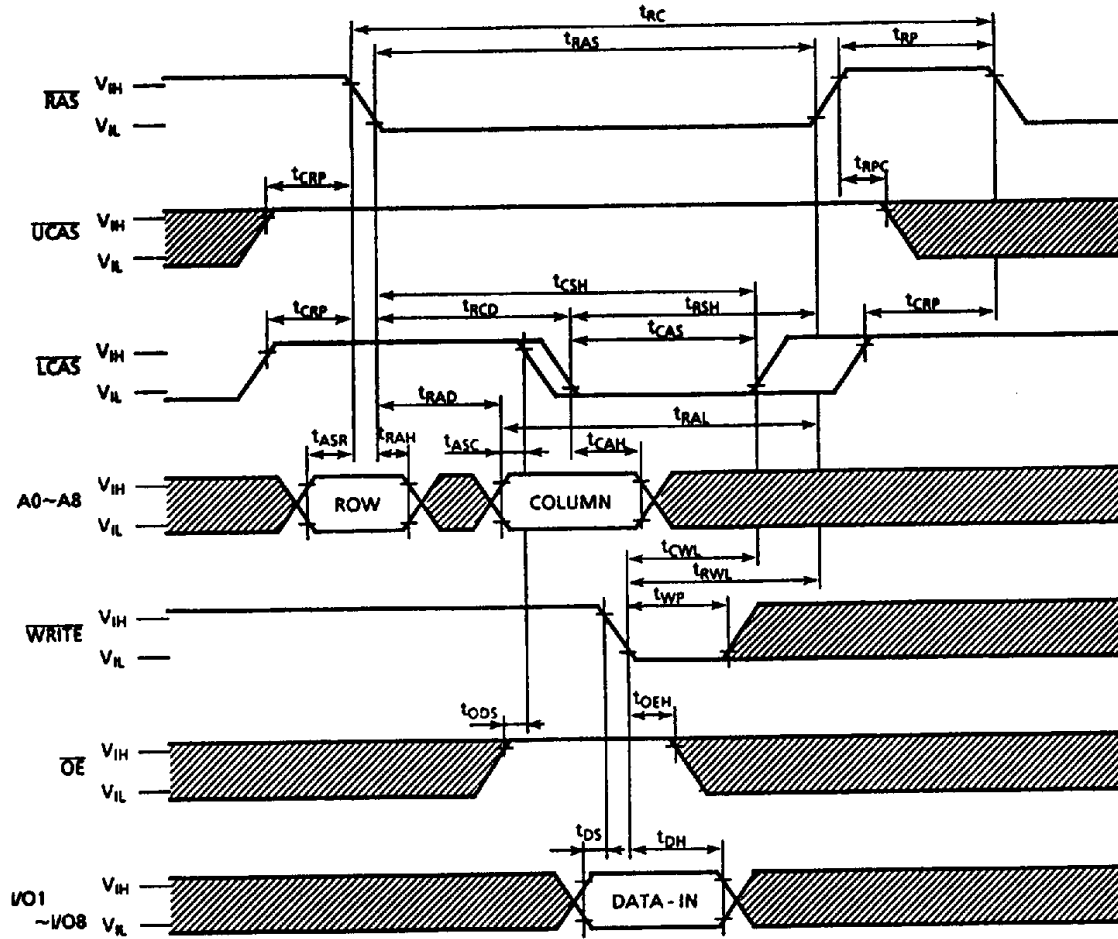 tRC
tRAS
tRP
RAS
VIH
VIL
tCRP
tRPC
UCAS
VIH
VIL
tCSH
tCRP
tRCD
tRSH
tCRP
tCAS
LCAS
VIH
VIL
tRAD
tRAL
tASR
tRAH
tASC
tCAH
A0~A8
VIH
VIL
ROW
COLUMN
tCWL
tRWL
tWP
WRITE
VIH
VIL
tODS
tOEH
OE
VIH
VIL
tDS
tDH
I/O1
~I/O8
VIH
VIL
DATA - IN